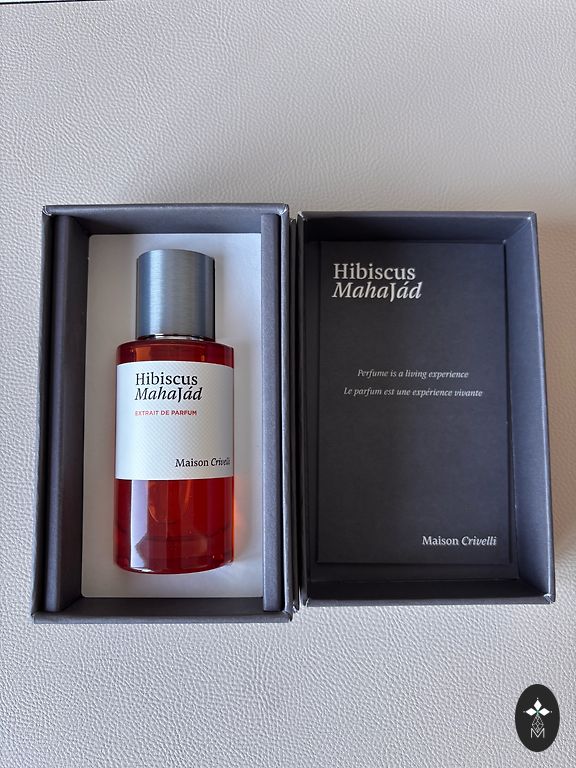 Hibiscus
MahaJád
EXTRAIT DE PARFUM
Maison Crivelli
Hibiscus
MahaJád
Perfume is a living experience
Le parfum est une expérience vivante
Maison Crivelli
M